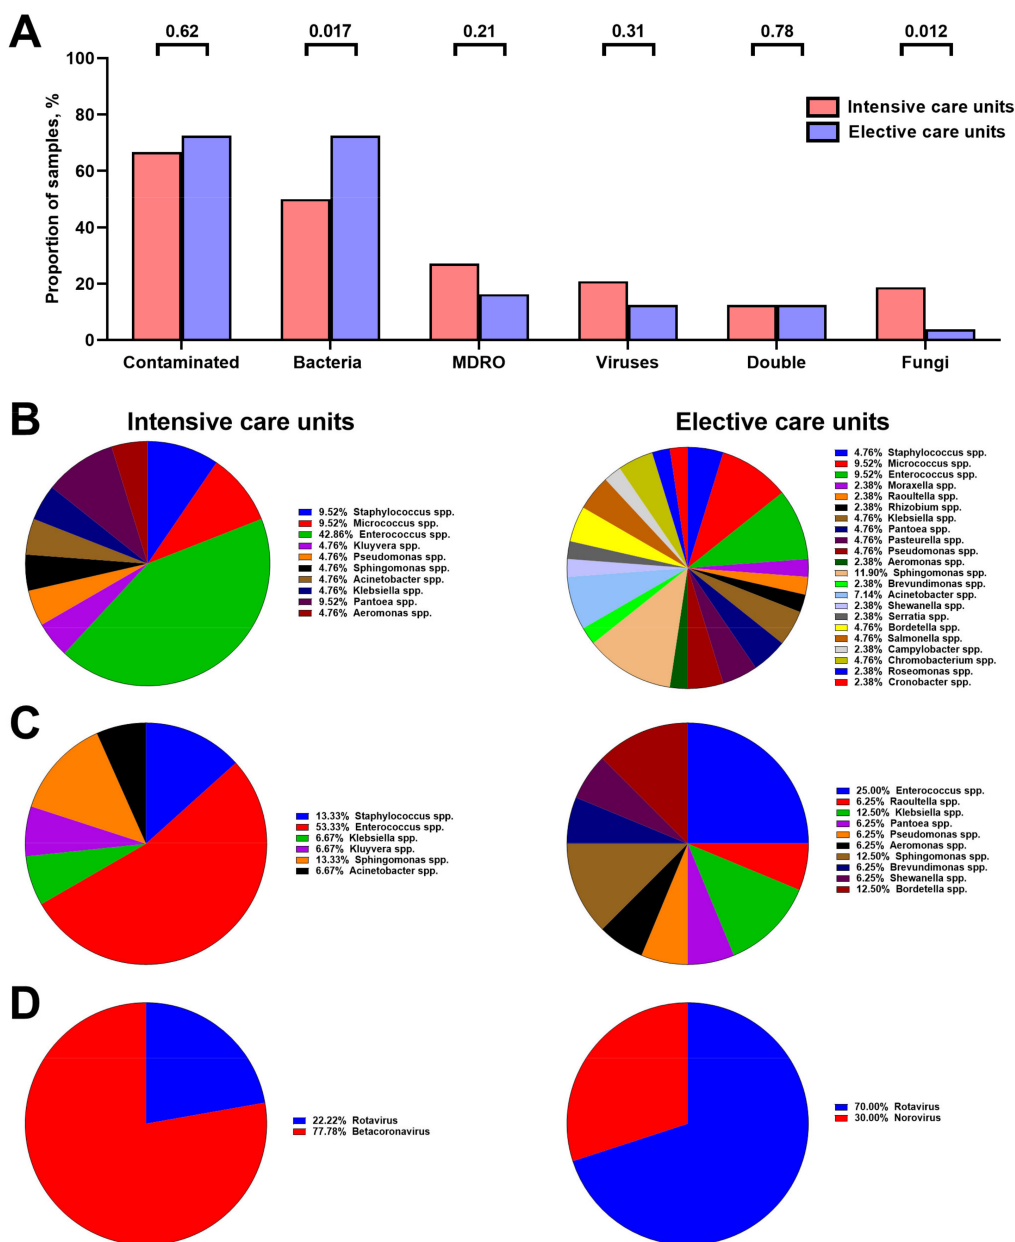 A
0.62 0.017 0.21 0.31 0.78 0.012
Proportion of samples, %
100
80
60
40
20
0
Intensive care units
Elective care units
Contaminated Bacteria MDRO Viruses Double Fungi
B
Intensive care units
9.52% Staphylococcus spp.
9.52% Micrococcus spp.
42.86% Enterococcus spp.
4.76% Kluyvera spp.
4.76% Pseudomonas spp.
4.76% Sphingomonas spp.
4.76% Acinetobacter spp.
4.76% Klebsiella spp.
9.52% Pantoea spp.
4.76% Aeromonas spp.
Elective care units
4.76% Staphylococcus spp.
9.52% Micrococcus spp.
9.52% Enterococcus spp.
2.38% Moraxella spp.
2.38% Raoultella spp.
2.38% Rhizobium spp.
4.76% Klebsiella spp.
4.76% Pantoea spp.
4.76% Pasteurella spp.
4.76% Pseudomonas spp.
2.38% Aeromonas spp.
11.90% Sphingomonas spp.
2.38% Brevundimonas spp.
7.14% Acinetobacter spp.
2.38% Shewanella spp.
2.38% Serratia spp.
4.76% Bordetella spp.
4.76% Salmonella spp.
2.38% Campylobacter spp.
4.76% Chromobacterium spp.
2.38% Roseomonas spp.
2.38% Cronobacter spp.
C
13.33% Staphylococcus spp.
53.33% Enterococcus spp.
6.67% Klebsiella spp.
6.67% Kluyvera spp.
13.33% Sphingomonas spp.
6.67% Acinetobacter spp.
25.00% Enterococcus spp.
6.25% Raoultella spp.
12.50% Klebsiella spp.
6.25% Pantoea spp.
6.25% Pseudomonas spp.
6.25% Aeromonas spp.
12.50% Sphingomonas spp.
6.25% Brevundimonas spp.
6.25% Shewanella spp.
12.50% Bordetella spp.
D
22.22% Rotavirus
77.78% Betacoronavirus
70.00% Rotavirus
30.00% Norovirus